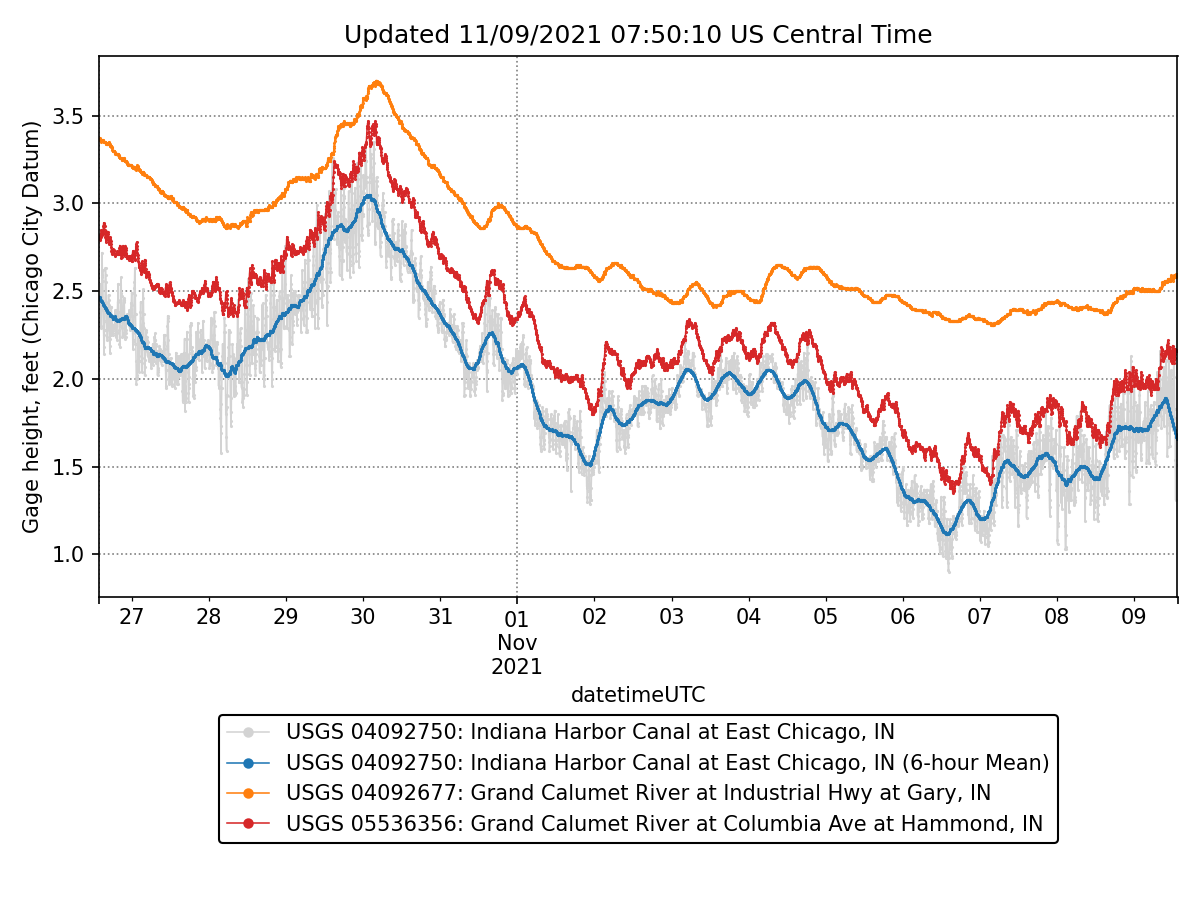 Updated 11/09/2021 07:50:10 US Central Time
Gage height, feet (Chicago City Datum)
3.5
3.0
2.5
2.0
1.5
1.0
27 28 29 30 31 01 02 03 04 05 06 07 08 09
Nov
2021
datetimeUTC
USGS 04092750: Indiana Harbor Canal at East Chicago, IN
USGS 04092750: Indiana Harbor Canal at East Chicago, IN (6-hour Mean)
USGS 04092677: Grand Calumet River at Industrial Hwy at Gary, IN
USGS 05536356: Grand Calumet River at Columbia Ave at Hammond, IN